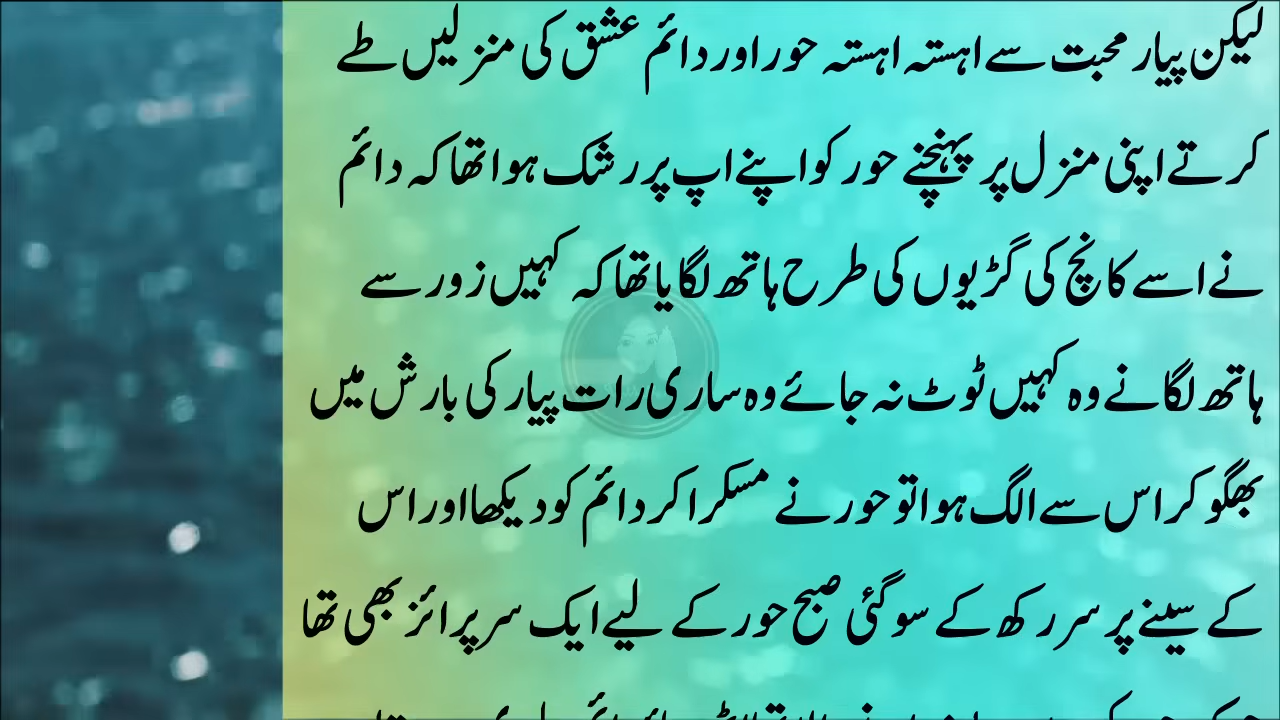 لیکن پیار محبت سے اہستہ اہستہ حور اور دائم عشق کی منزلیں طے
کرتے اپنی منزل پر پہنچنے حور کو اپنے اپ پر رشک ہوا تھا کہ دائم
نے اسے کانچ کی گڑیوں کی طرح ہاتھ لگایا تھا کہ کہیں زور سے
ہاتھ لگانے وہ کہیں ٹوٹ نہ جائے وہ ساری رات پیار کی بارش میں
بھگو کر اس سے الگ ہوا تو حور نے مسکرا کر دائم کو دیکھا اور اس
کے سینے پر سر رکھ کے سو گئی صبح حور کے لیے ایک سرپرائز بھی تھا